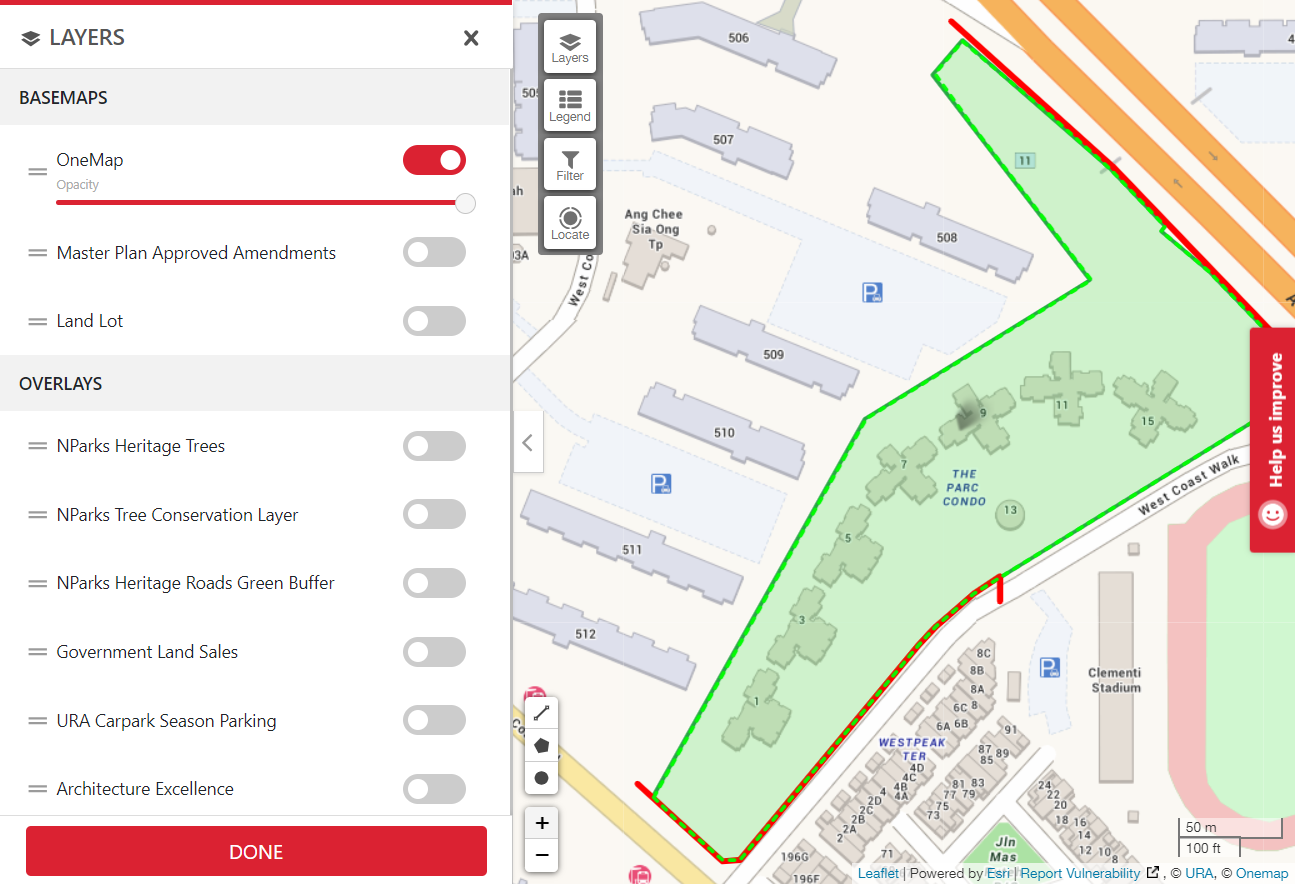 LAYERS
BASEMAPS
OneMap
Opacity
Master Plan Approved Amendments
Land Lot
OVERLAYS
NParks Heritage Trees
NParks Tree Conservation Layer
NParks Heritage Roads Green Buffer
Government Land Sales
URA Carpark Season Parking
Architecture Excellence
DONE
Layers
Legend
Filter
Locate
506
505
507
11
Ang Chee
Sia Ong
Tp
508
03A
West Co
P
509
510
P
511
512
9
11
15
7
THE
PARC
CONDO
13
5
3
1
West Coast Walk
Help us improve
P
Clementi
Stadium
8C
8B
8A
8
6C
6B
6A
WESTPEAK
TER
91
87
89
85
4D
4C
4B
4A
2D
2C
2B
2A
81
83
77
79
75
73
71
24
22
20
18
16
14
12
10
8
196G
196F
Jln
Mas
50 m
100 ft
+
−
Leaflet | Powered by Esri | Report Vulnerability , © URA, © Onemap